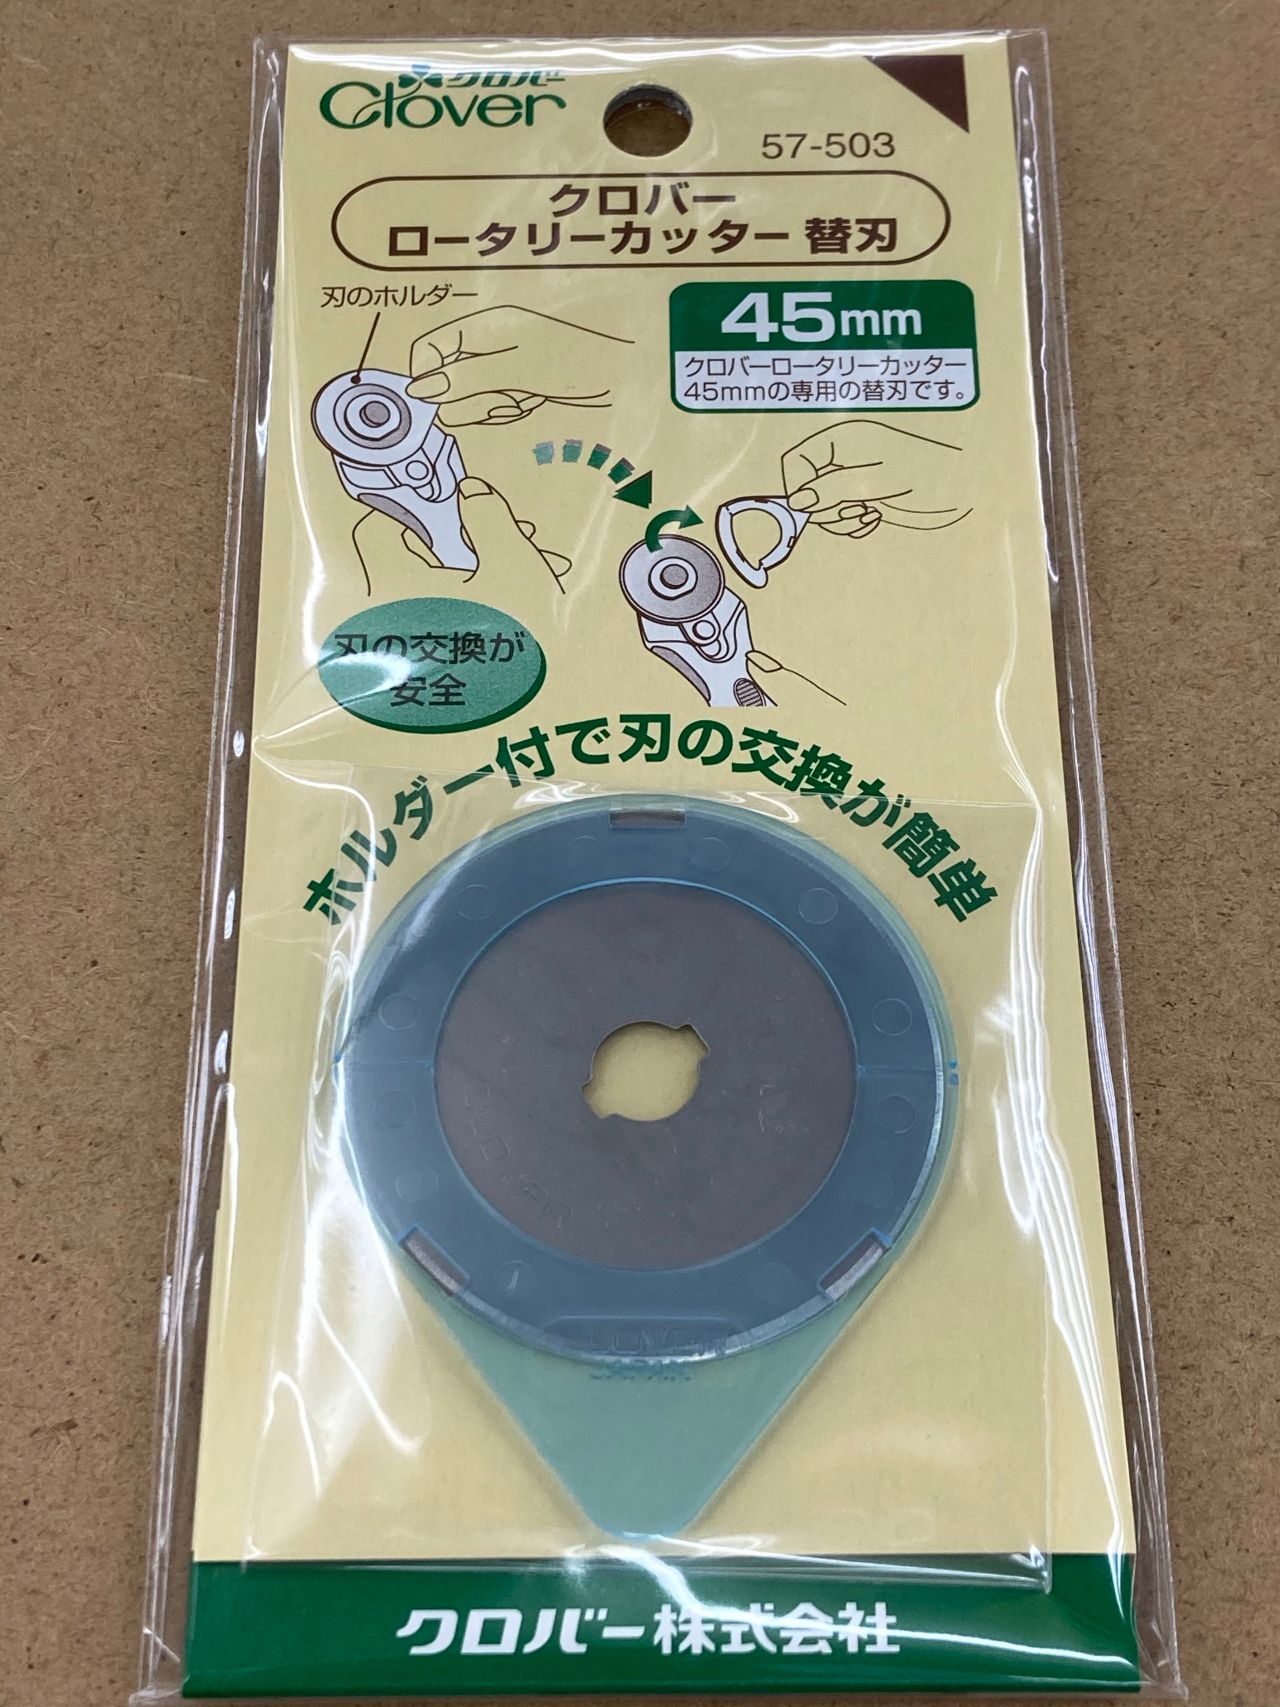 クロバー
Clover
57-503
クロバー
ロータリーカッター 替刃
刃のホルダー
45mm
クロバーロータリーカッター
45mmの専用の替刃です。
刃の交換が
安全
ホルダー付で刃の交換が簡単
CLOVER
CLOVER
JAPAN
クロバー株式会社